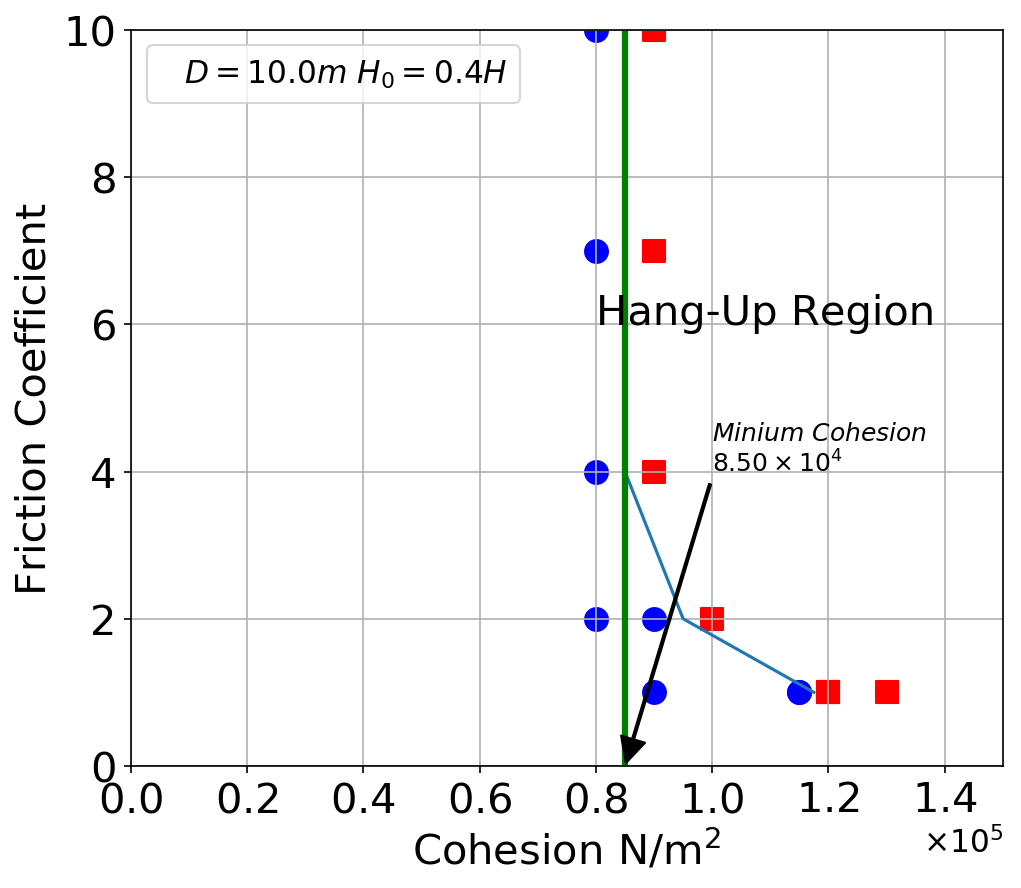 10
D = 10.0m H₀ = 0.4H
8
Hang-Up Region
6
Friction Coefficient
Minium Cohesion
8.50 × 10⁴
4
2
0
0.0 0.2 0.4 0.6 0.8 1.0 1.2 1.4
×10⁵
Cohesion N/m²